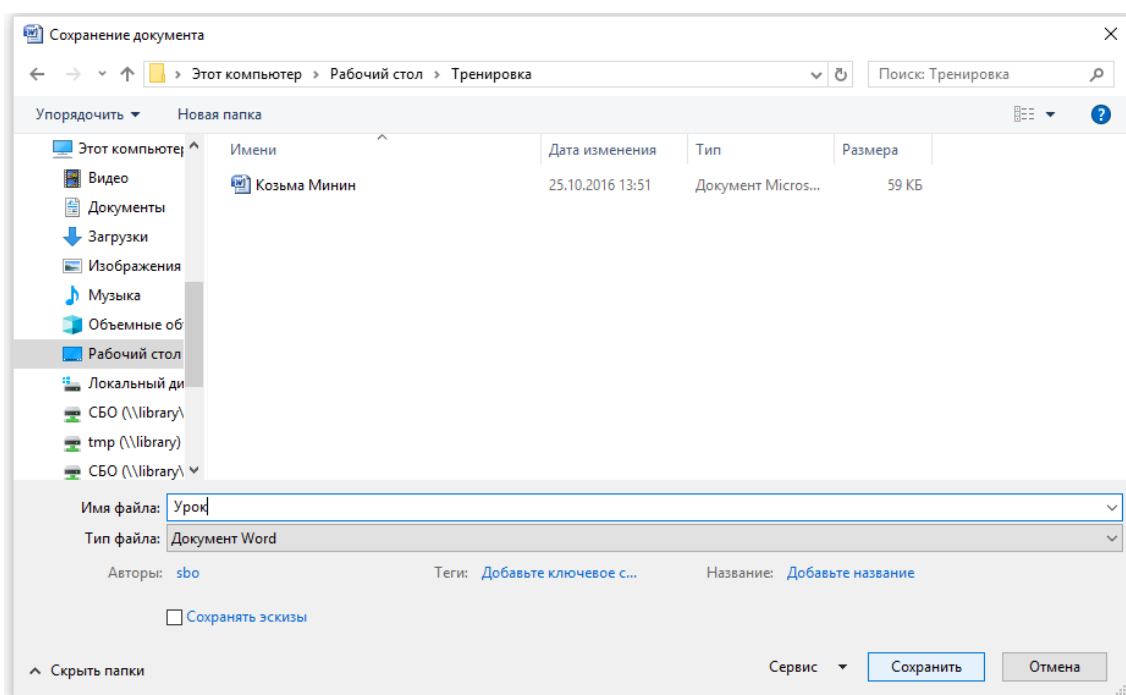 Сохранение документа
Этот компьютер › Рабочий стол › Тренировка
Поиск: Тренировка
Упорядочить Новая папка
Этот компьютер
Имени Дата изменения Тип Размера
Видео
Козьма Минин 25.10.2016 13:51 Документ Micros... 59 КБ
Документы
Загрузки
Изображения
Музыка
Объемные об
Рабочий стол
Локальный ди
СБО (\\library\
tmp (\\library)
СБО (\\library\
Имя файла: Урок
Тип файла: Документ Word
Авторы: sbo Теги: Добавьте ключевое с... Название: Добавьте название
Сохранять эскизы
Скрыть папки Сервис Сохранить Отмена